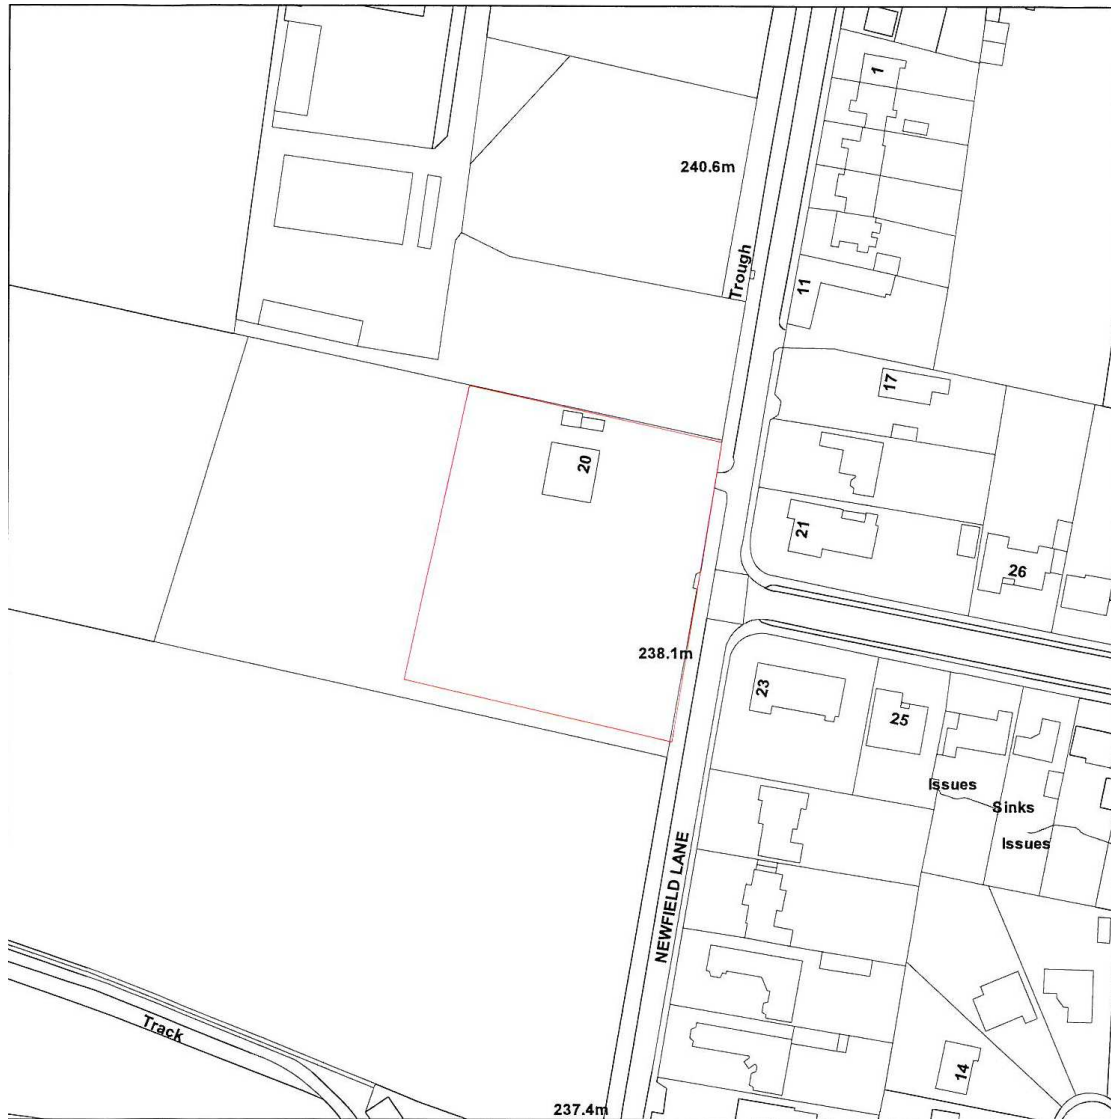 1
240.6m
Trough
11
17
20
21
26
238.1m
23
25
Issues
Sinks
Issues
NEWFIELD LANE
Track
14
237.4m